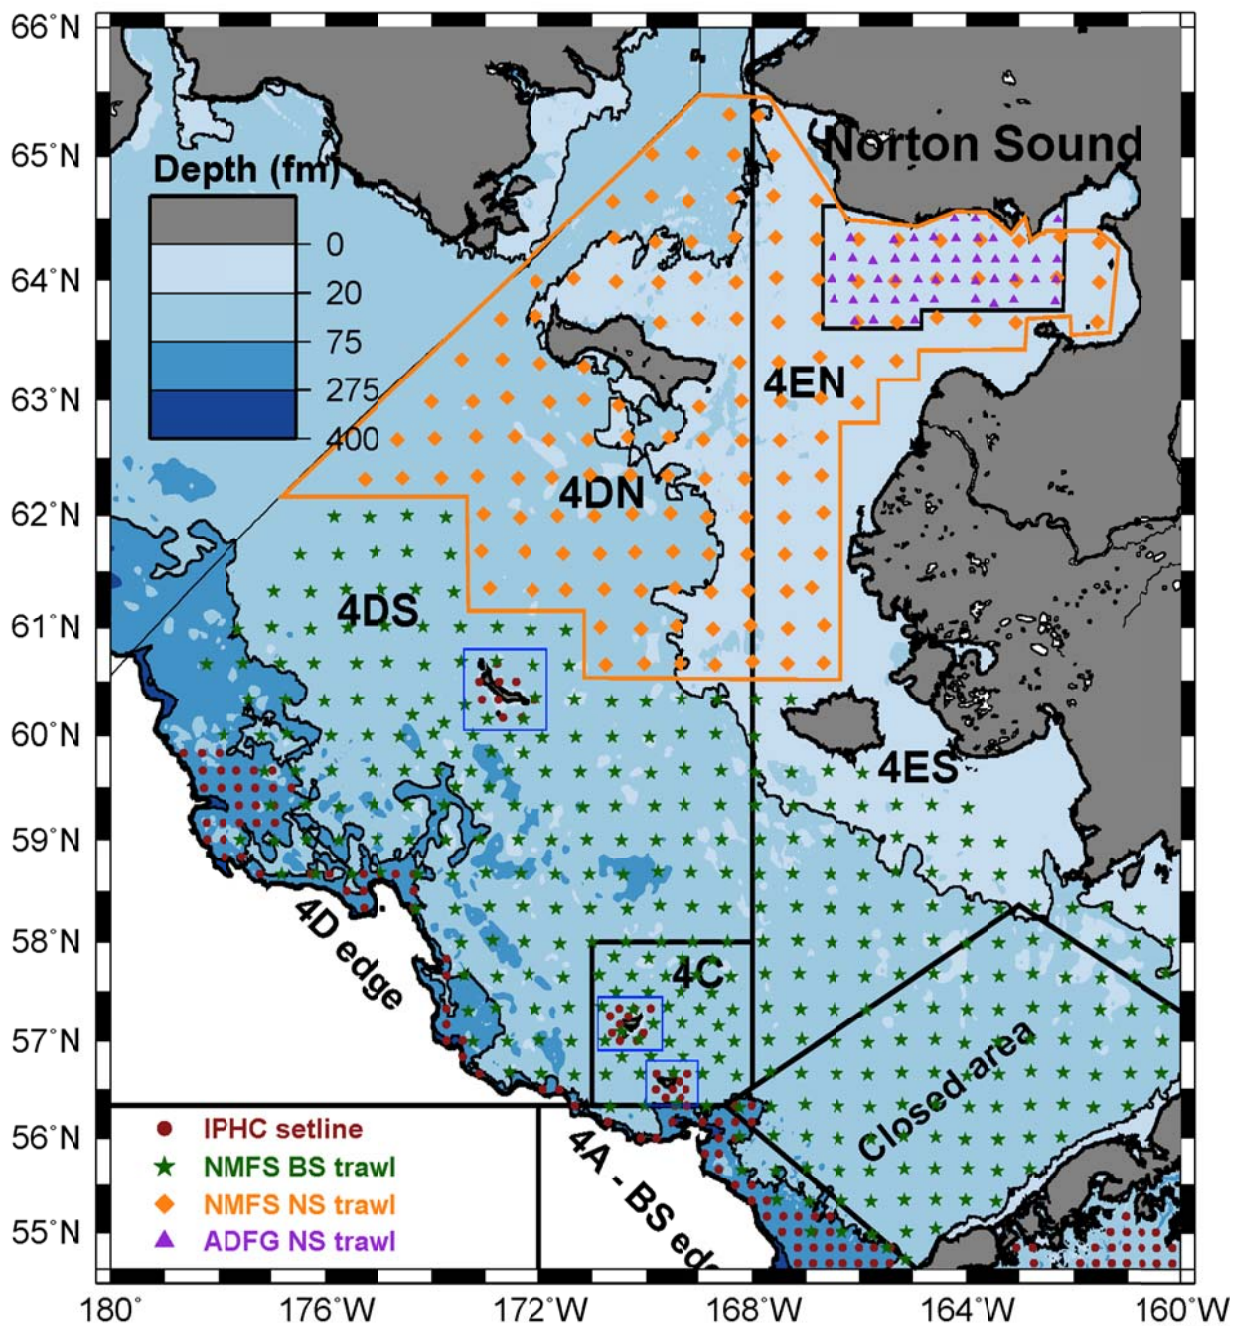 66°N
65°N
64°N
63°N
62°N
61°N
60°N
59°N
58°N
57°N
56°N
55°N
Norton Sound
Depth (fm)
0
20
75
275
400
4EN
4DN
4DS
4ES
4D edge
4C
Closed area
4A - BS edge
IPHC setline
NMFS BS trawl
NMFS NS trawl
ADFG NS trawl
180° 176°W 172°W 168°W 164°W 160°W